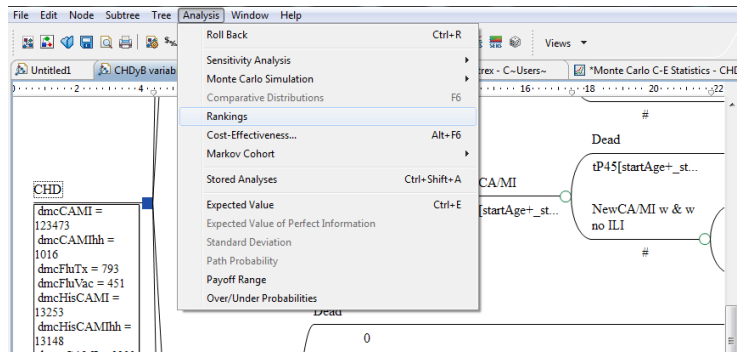 File Edit Node Subtree Tree Analysis Window Help
Views
Untitled1 CHDyB variab trex - C~Users~ *Monte Carlo C-E Statistics - CHD
2 4 16 18 20 22
Roll Back Ctrl+R
Sensitivity Analysis
Monte Carlo Simulation
Comparative Distributions F6
Rankings
Cost-Effectiveness... Alt+F6
Markov Cohort
Stored Analyses Ctrl+Shift+A
Expected Value Ctrl+E
Expected Value of Perfect Information
Standard Deviation
Path Probability
Payoff Range
Over/Under Probabilities
CHD
dmcCAMI =
123473
dmcCAMIhh =
1016
dmcFluTx = 793
dmcFluVac = 451
dmcHisCAMI =
13253
dmcHisCAMIhh =
13148
#
Dead
tP45[startAge+_st...
CA/MI
[startAge+_st...
NewCA/MI w & w
no ILI
#
Dead
0